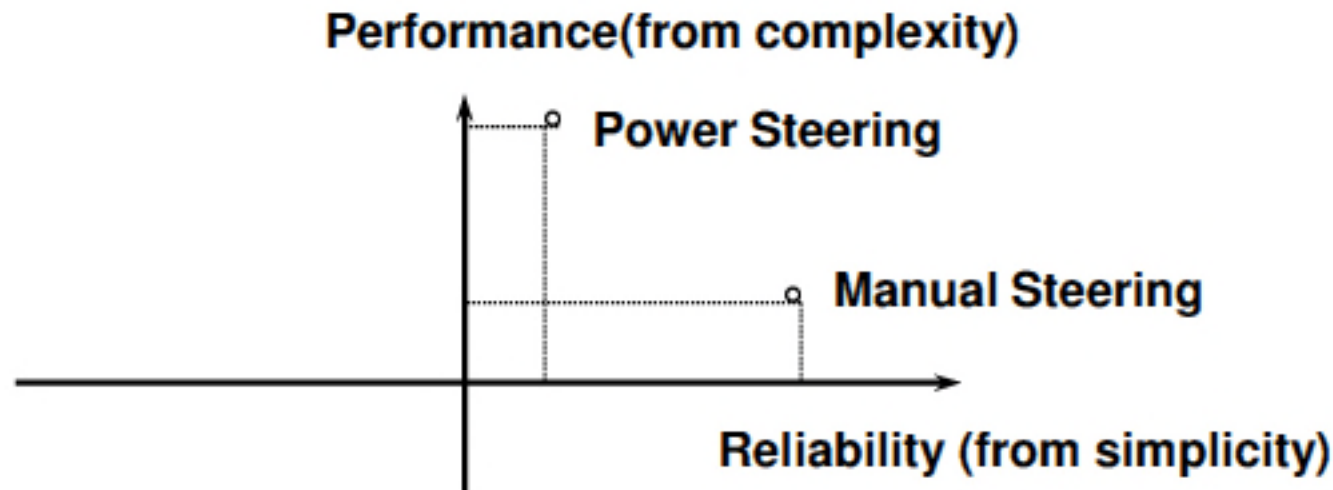 Performance(from complexity)
Power Steering
Manual Steering
Reliability (from simplicity)